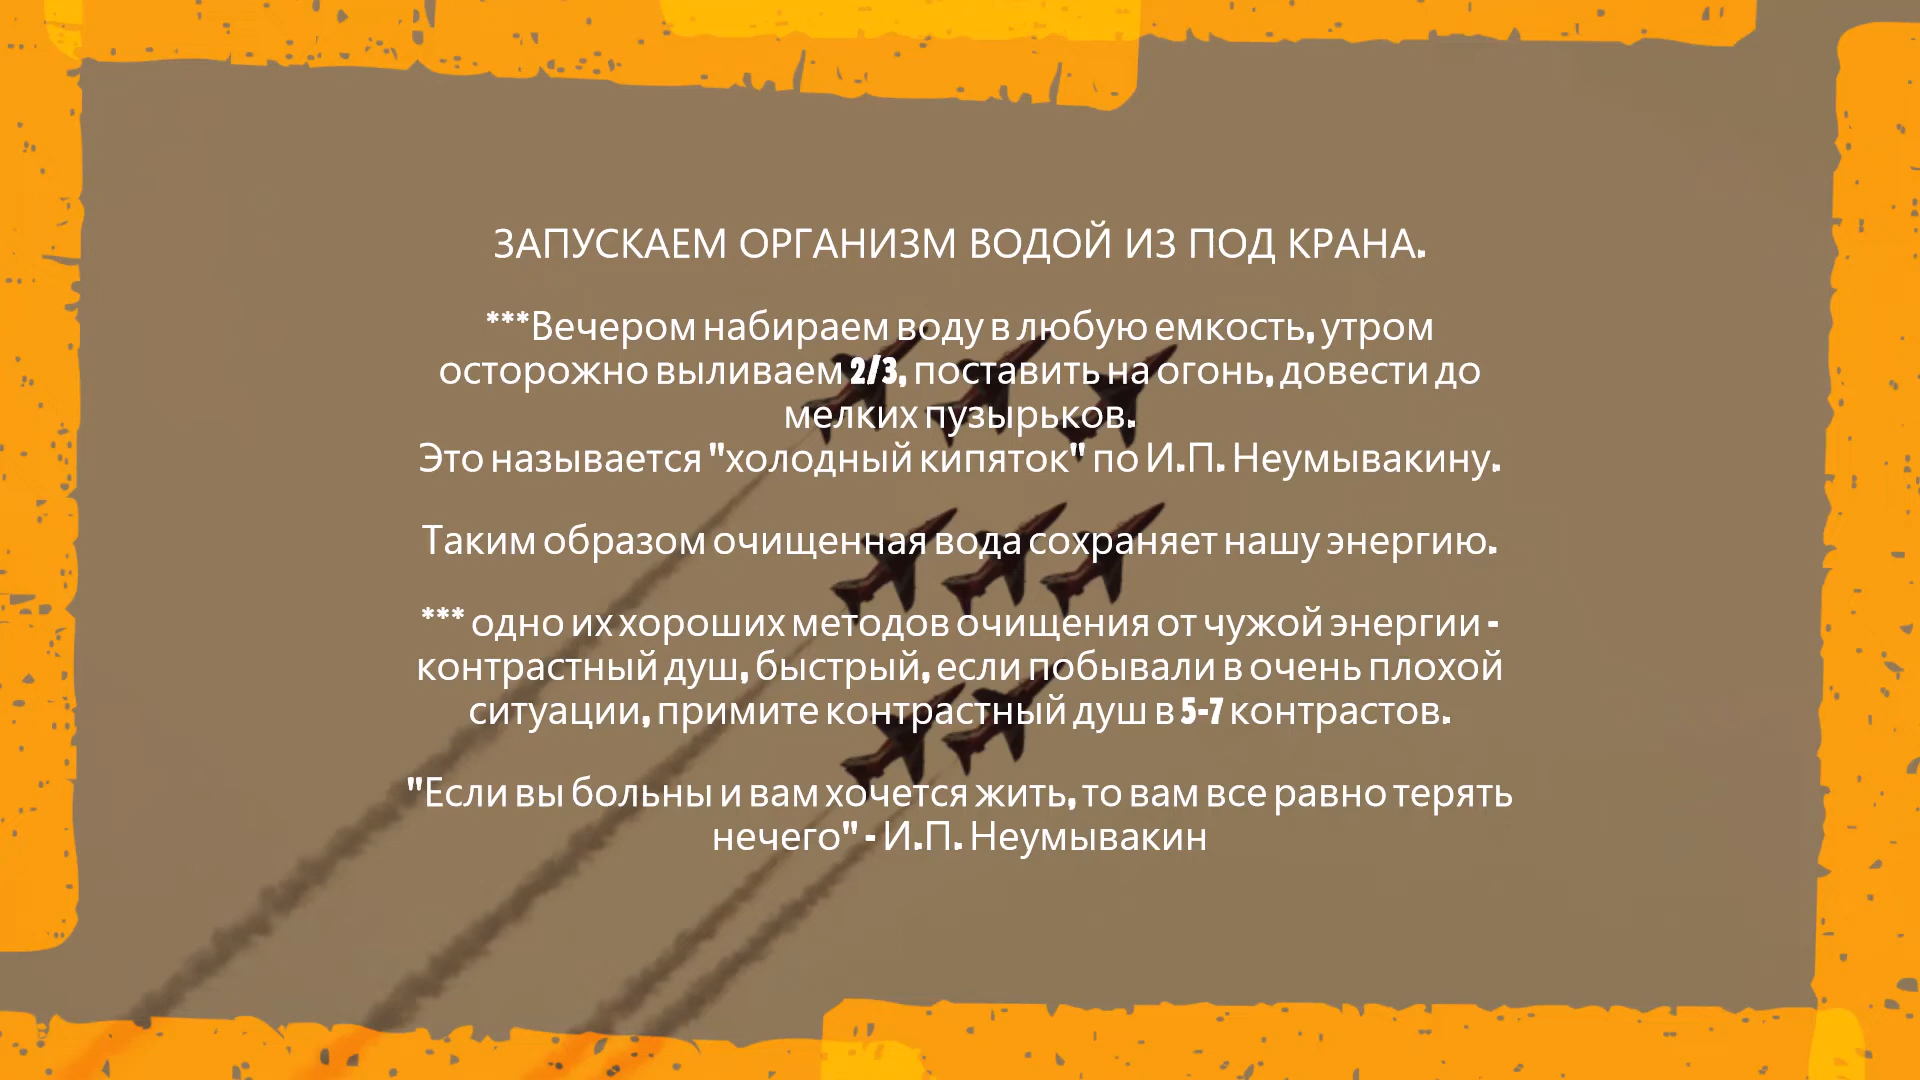 ЗАПУСКАЕМ ОРГАНИЗМ ВОДОЙ ИЗ ПОД КРАНА.
***Вечером набираем воду в любую емкость, утром
осторожно выливаем 2/3, поставить на огонь, довести до
мелких пузырьков.
Это называется "холодный кипяток" по И.П. Неумывакину.
Таким образом очищенная вода сохраняет нашу энергию.
*** одно их хороших методов очищения от чужой энергии -
контрастный душ, быстрый, если побывали в очень плохой
ситуации, примите контрастный душ в 5-7 контрастов.
"Если вы больны и вам хочется жить, то вам все равно терять
нечего" - И.П. Неумывакин